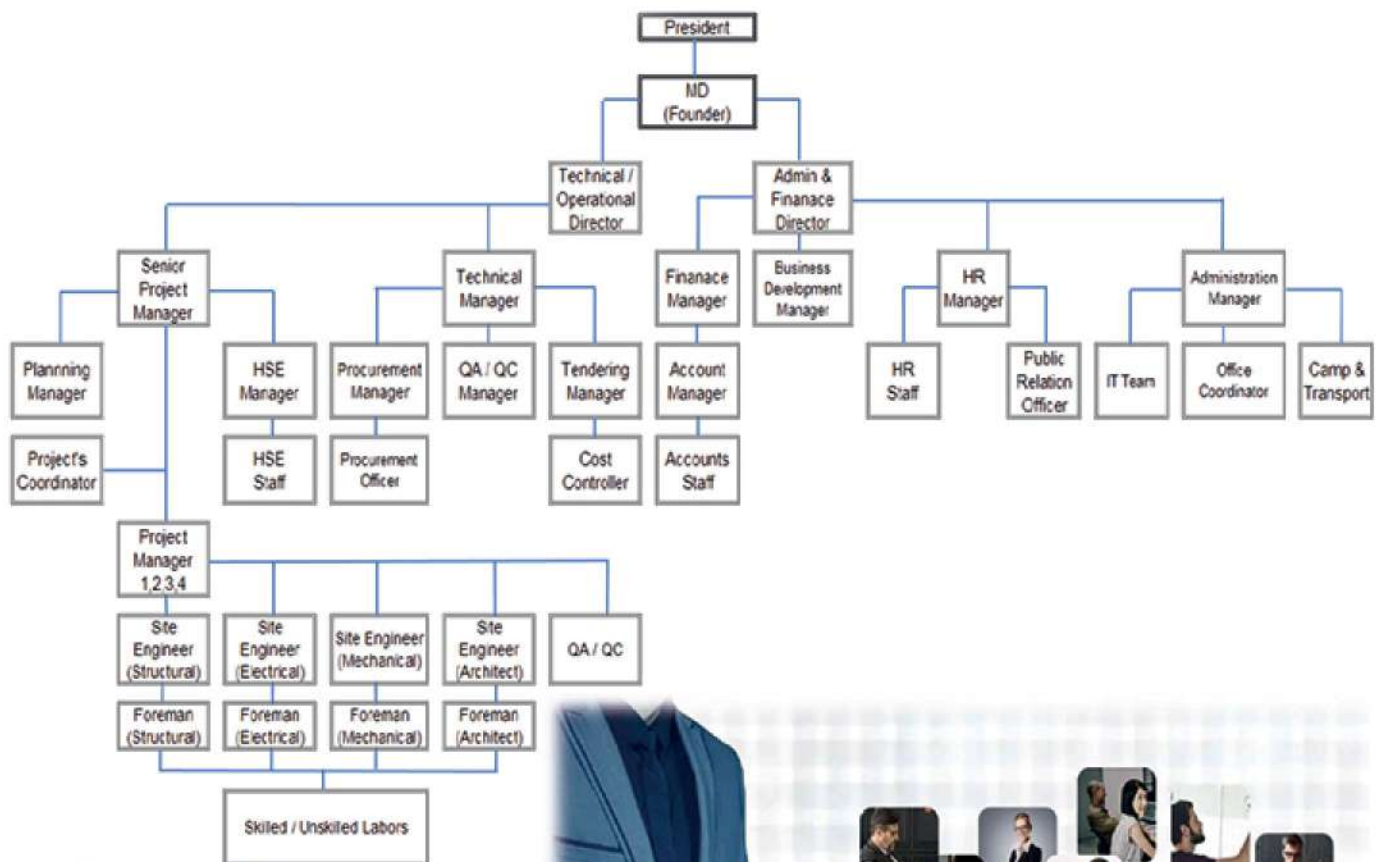 President
MD
(Founder)
Technical /
Operational
Director
Admin &
Finanace
Director
Senior
Project
Manager
Technical
Manager
Finanace
Manager
Business
Development
Manager
HR
Manager
Administration
Manager
Plannning
Manager
HSE
Manager
Procurement
Manager
QA / QC
Manager
Tendering
Manager
Account
Manager
HR
Staff
Public
Relation
Officer
IT Team
Office
Coordinator
Camp &
Transport
Project's
Coordinator
HSE
Staff
Procurement
Officer
Cost
Controller
Accounts
Staff
Project
Manager
1,2,3,4
Site
Engineer
(Structural)
Site
Engineer
(Electrical)
Site Engineer
(Mechanical)
Site
Engineer
(Architect)
QA / QC
Foreman
(Structural)
Foreman
(Electrical)
Foreman
(Mechanical)
Foreman
(Architect)
Skilled / Unskilled Labors